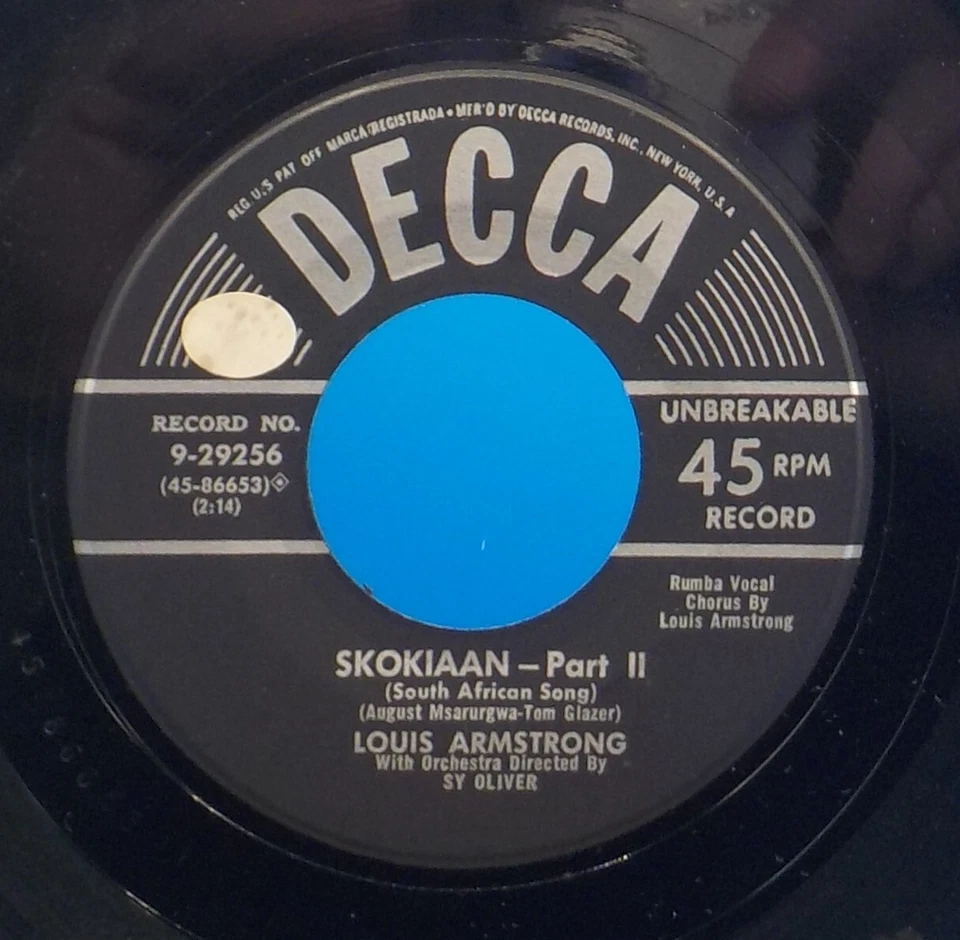 REG. U.S PAT OFF MARCA REGISTRADA • MFR'D BY DECCA RECORDS, INC., NEW YORK, U.S.A
DECCA
RECORD NO.
9-29256
(45-86653)
(2:14)
UNBREAKABLE
45 RPM
RECORD
Rumba Vocal
Chorus By
Louis Armstrong
SKOKIAAN – Part II
(South African Song)
(August Msarurgwa-Tom Glazer)
LOUIS ARMSTRONG
With Orchestra Directed By
SY OLIVER